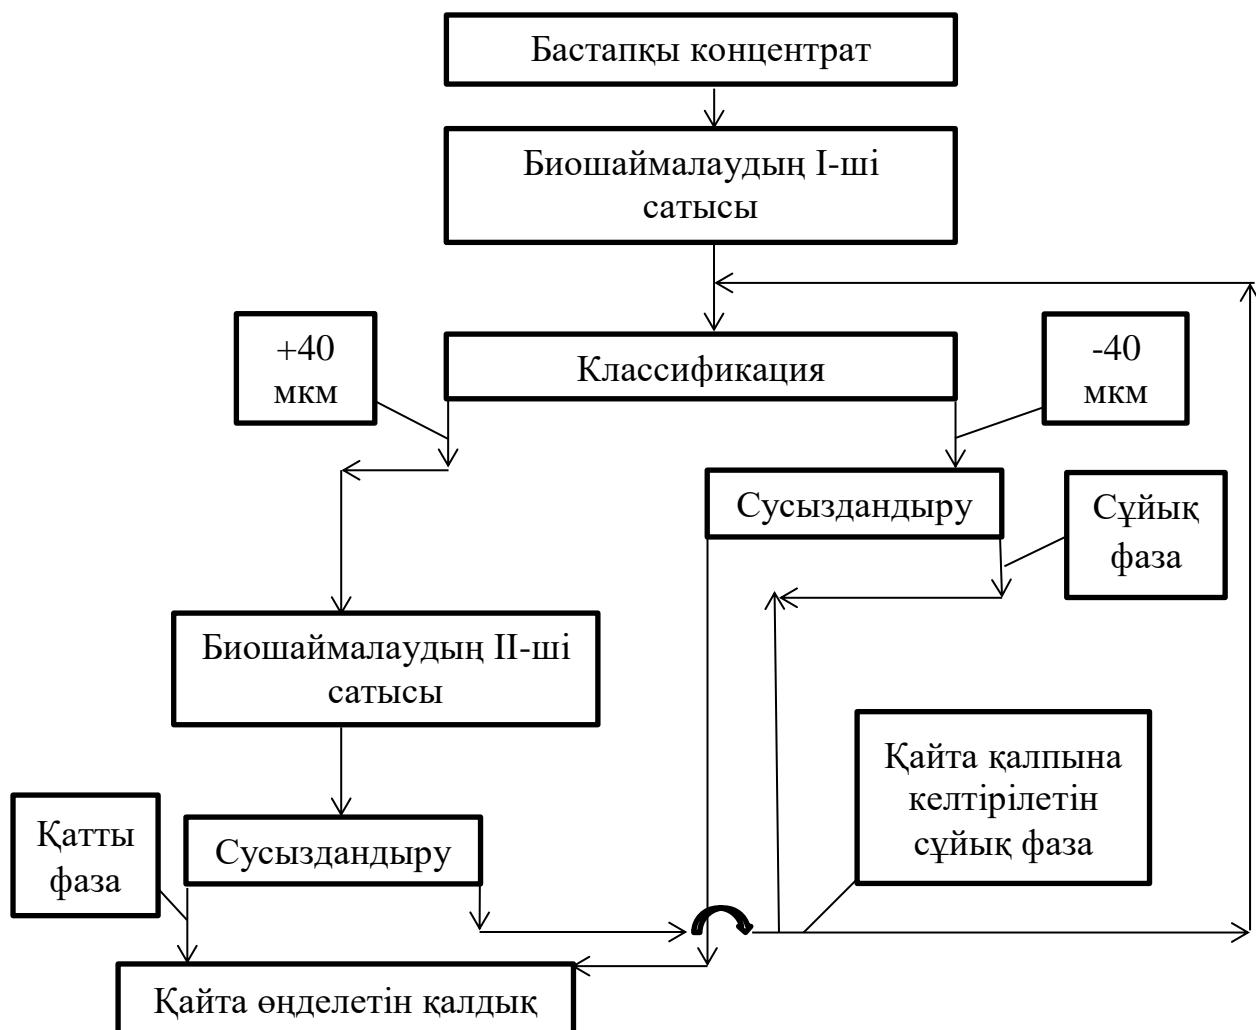 Бастапқы концентрат
Биошаймалаудың I-ші
сатысы
+40
мкм
Классификация
-40
мкм
Сусыздандыру
Сұйық
фаза
Биошаймалаудың II-ші
сатысы
Қайта қалпына
келтірілетін
сұйық фаза
Қатты
фаза
Сусыздандыру
Қайта өңделетін қалдық